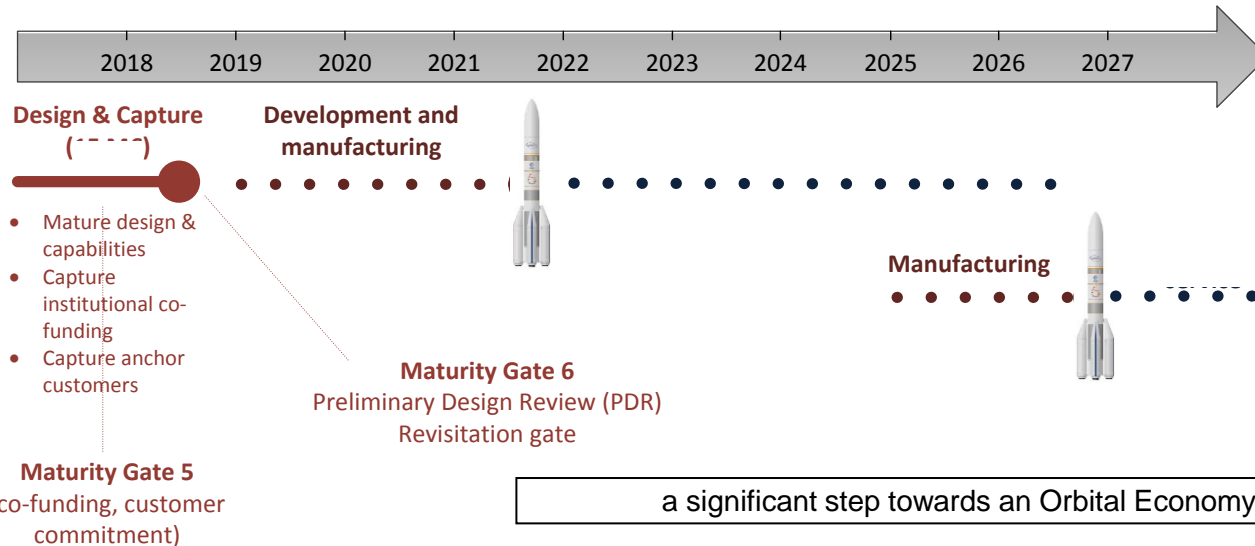 2018 2019 2020 2021 2022 2023 2024 2025 2026 2027
Design & Capture
Development and
manufacturing
• Mature design &
capabilities
• Capture
institutional co-
funding
• Capture anchor
customers
Manufacturing
Maturity Gate 6
Preliminary Design Review (PDR)
Revisitation gate
Maturity Gate 5
co-funding, customer
commitment)
a significant step towards an Orbital Economy